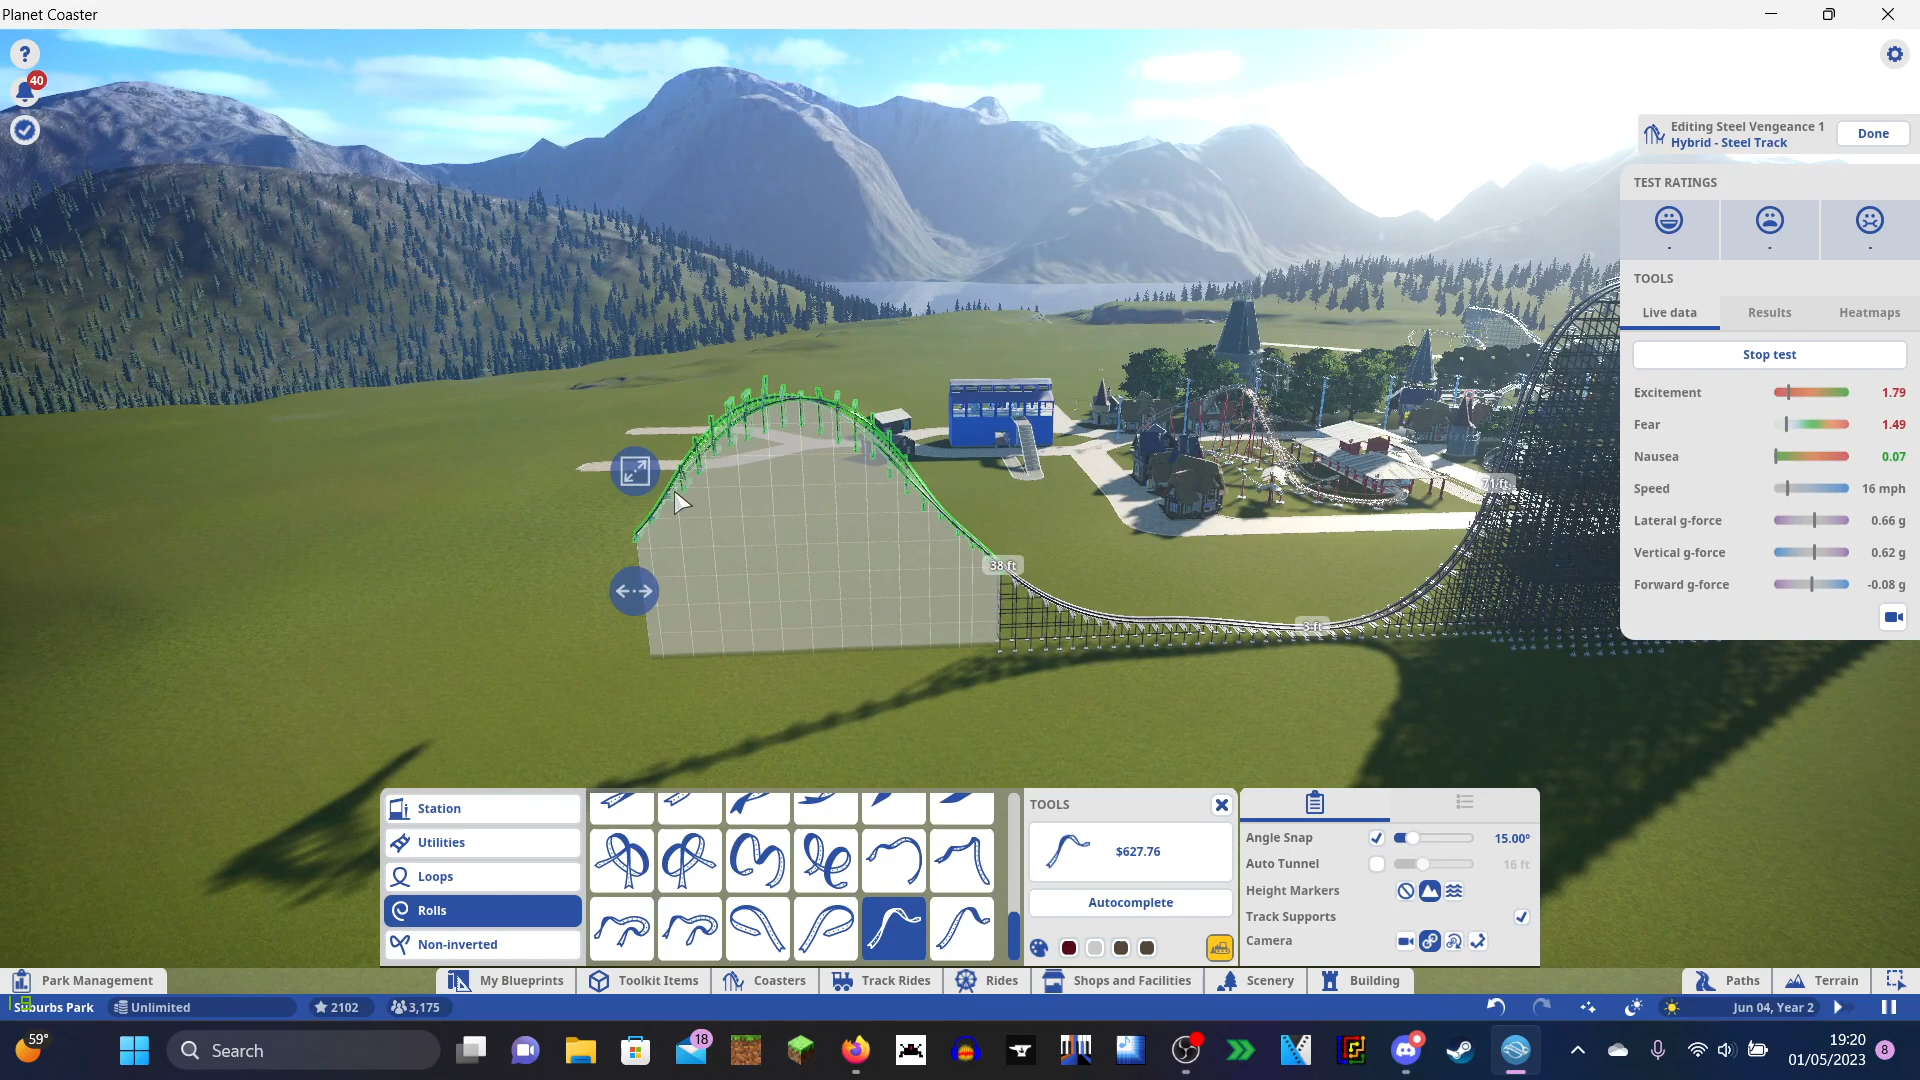 Planet Coaster
?
40
Editing Steel Vengeance 1
Hybrid - Steel Track
Done
TEST RATINGS
- - -
TOOLS
Live data Results Heatmaps
Stop test
Excitement 1.79
Fear 1.49
Nausea 0.07
Speed 16 mph
Lateral g-force 0.66 g
Vertical g-force 0.62 g
Forward g-force -0.08 g
71 ft
38 ft
3 ft
Station
Utilities
Loops
Rolls
Non-inverted
TOOLS
$627.76
Autocomplete
Angle Snap 15.00°
Auto Tunnel 16 ft
Height Markers
Track Supports
Camera
Park Management My Blueprints Toolkit Items Coasters Track Rides Rides Shops and Facilities Scenery Building Paths Terrain
Suburbs Park Unlimited 2102 3,175 Jun 04, Year 2
59° Search 18 19:20
01/05/2023 8